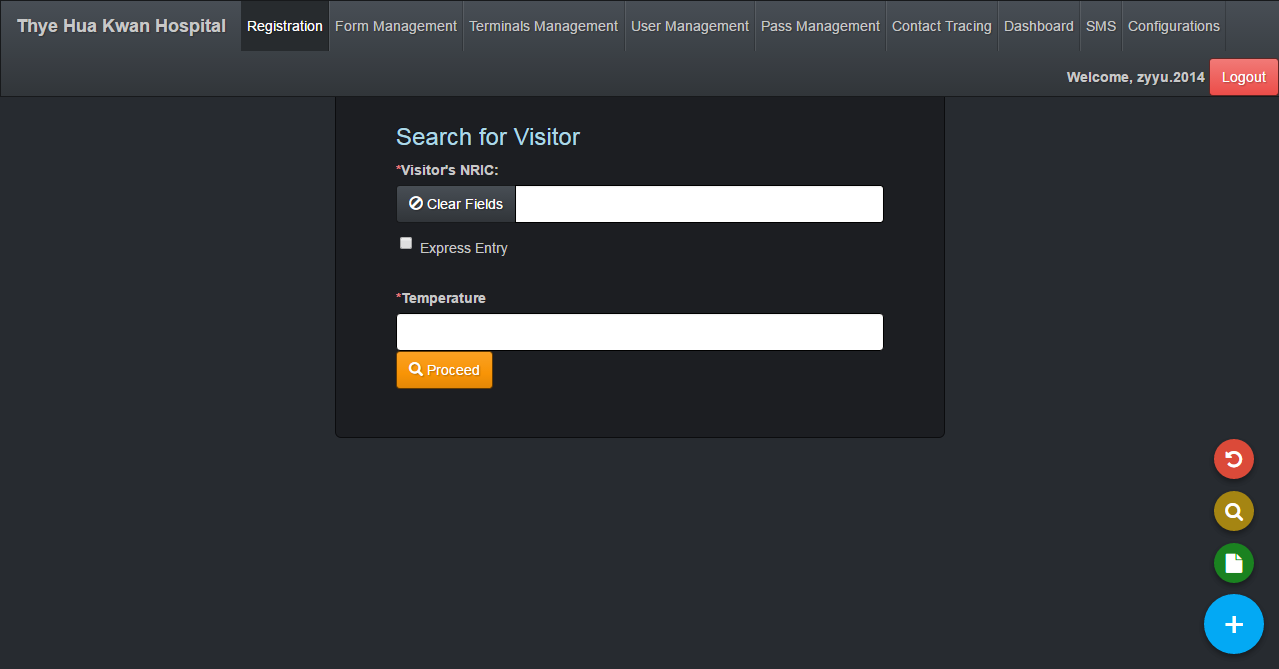 Thye Hua Kwan Hospital Registration Form Management Terminals Management User Management Pass Management Contact Tracing Dashboard SMS Configurations
Welcome, zyyu.2014 Logout
Search for Visitor
*Visitor's NRIC:
Clear Fields
Express Entry
*Temperature
Proceed